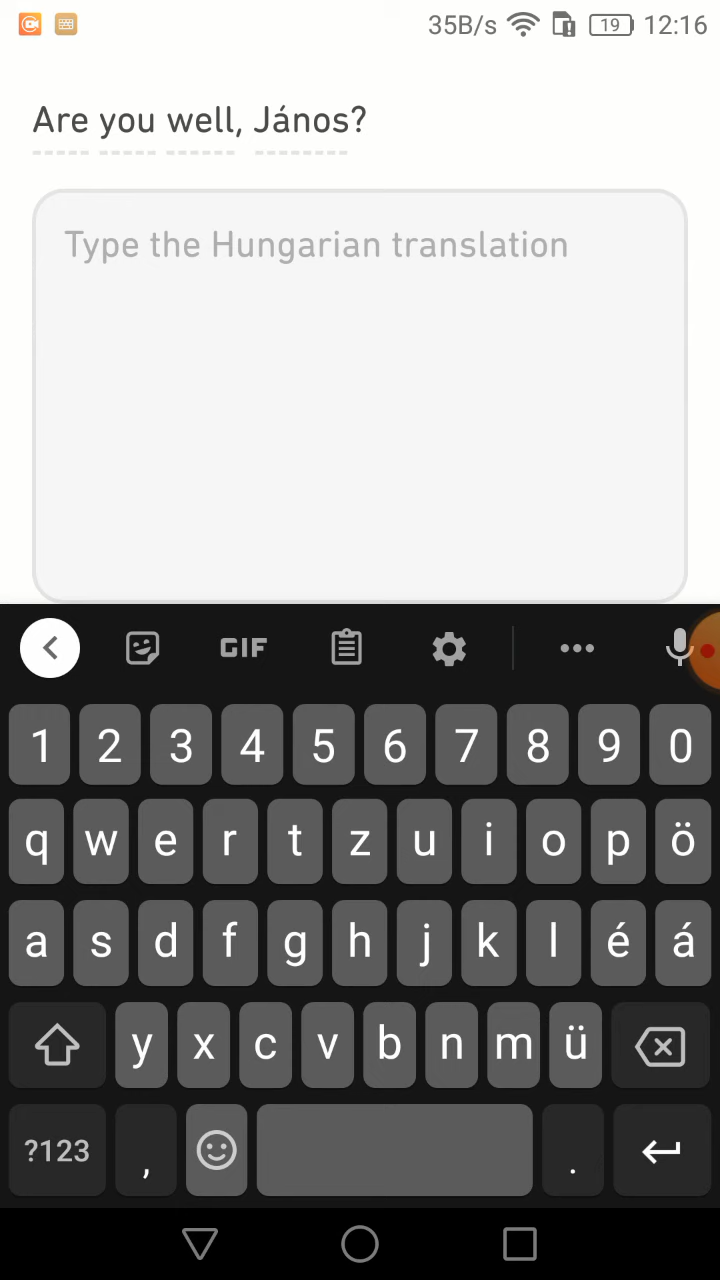 35B/s 19 12:16
Are you well, János?
Type the Hungarian translation
GIF
1 2 3 4 5 6 7 8 9 0
q w e r t z u i o p ö
a s d f g h j k l é á
y x c v b n m ü
?123 , .